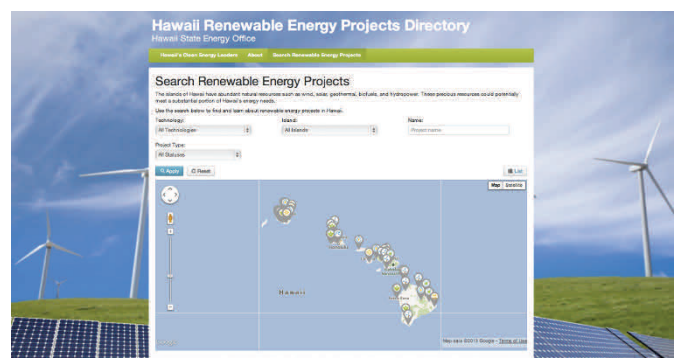 Hawaii Renewable Energy Projects Directory
Hawaii State Energy Office
Hawaii's Clean Energy Leaders About Search Renewable Energy Projects
Search Renewable Energy Projects
The islands of Hawaii have abundant natural resources such as wind, solar, geothermal, biofuels, and hydropower. These precious resources could potentially
meet a substantial portion of Hawaii's energy needs.
Use the search below to find and learn about renewable energy projects in Hawaii.
Technology: Island: Name:
All Technologies All Islands Project name
Project Type:
All Statuses
Apply Reset List
Map Satellite
Google Map data ©2013 Google - Terms of Use